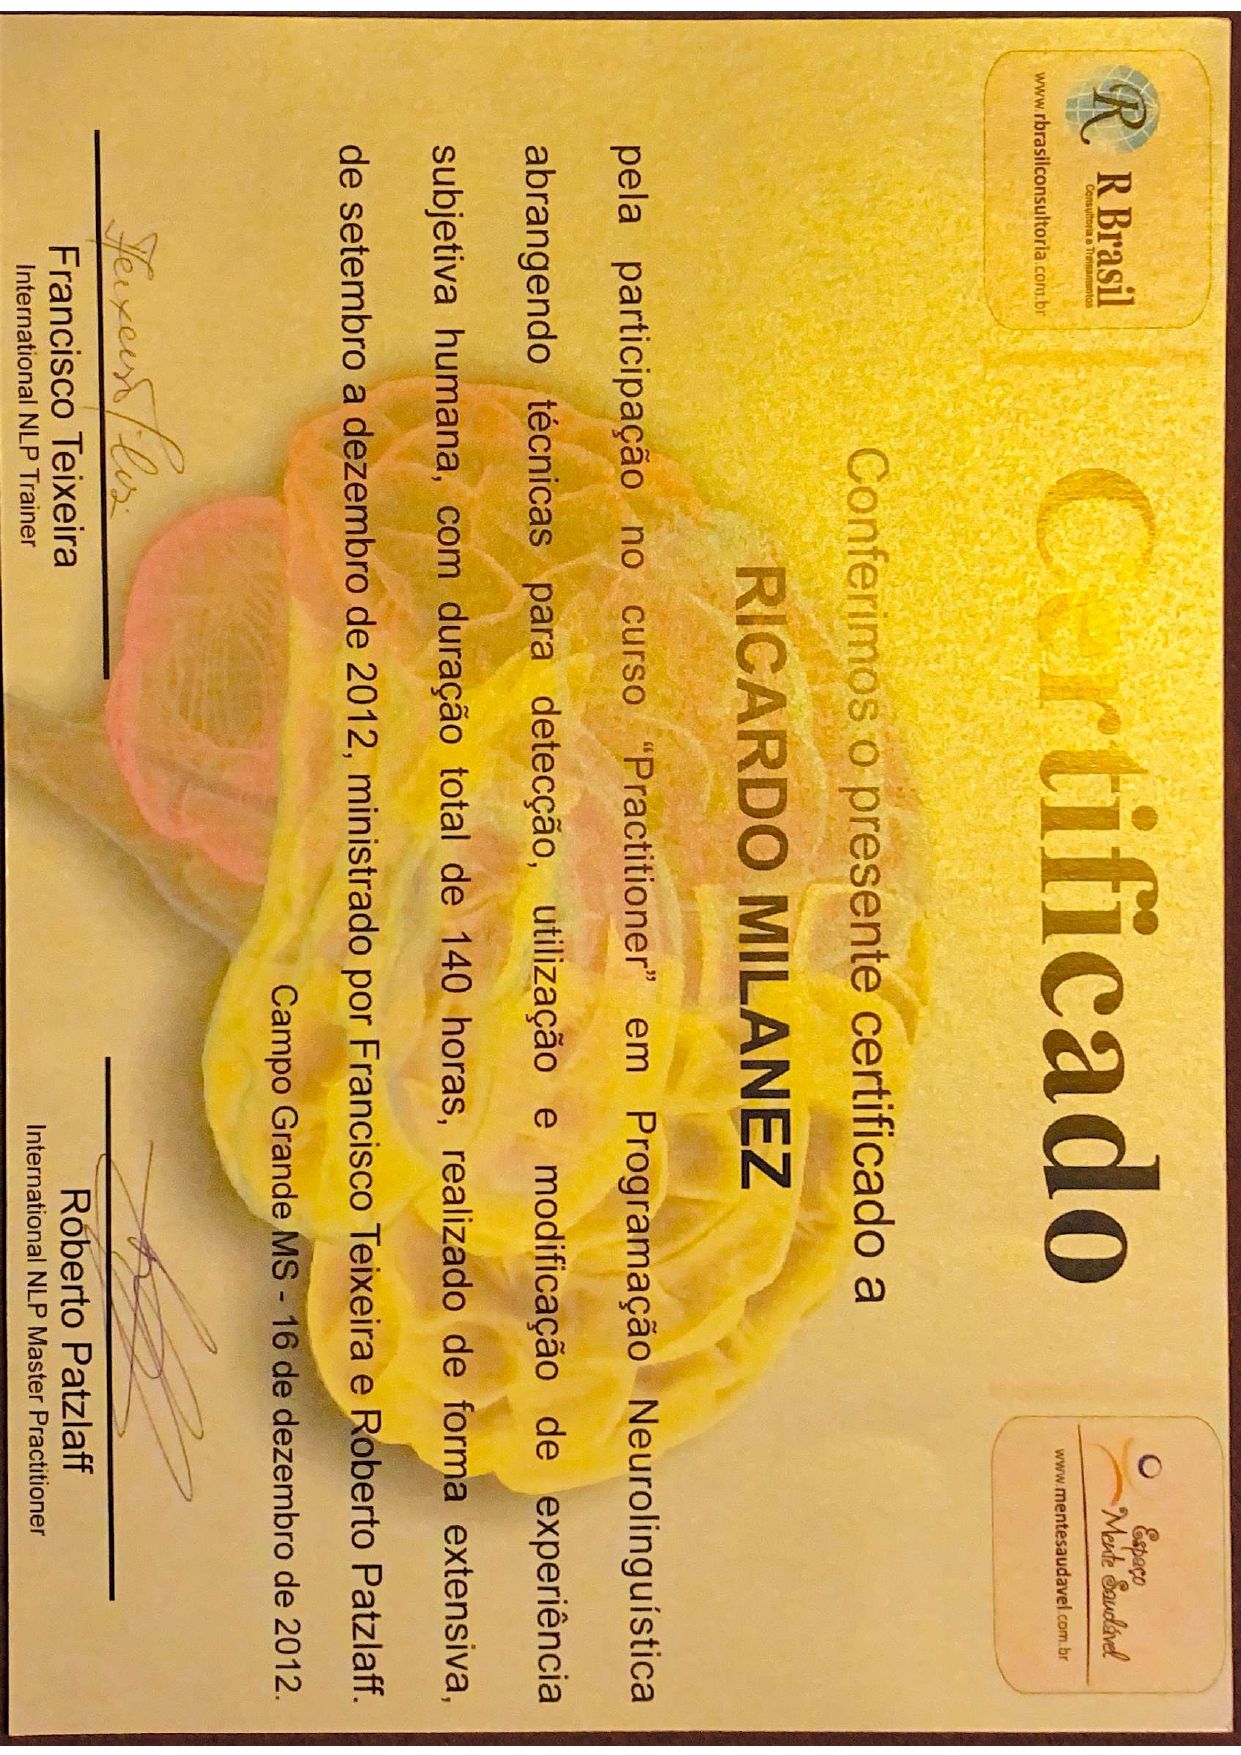 R Brasil
Consultoria e Treinamentos
www.rbrasilconsultoria.com.br
Certificado
Espaço
Mente Saudável
www.mentesaudavel.com.br
Conferimos o presente certificado a
RICARDO MILANEZ
pela participação no curso “Practitioner” em Programação Neurolinguística
abrangendo técnicas para detecção, utilização e modificação de experiência
subjetiva humana, com duração total de 140 horas, realizado de forma extensiva,
de setembro a dezembro de 2012, ministrado por Francisco Teixeira e Roberto Patzlaff.
Campo Grande MS - 16 de dezembro de 2012.
Francisco Teixeira
International NLP Trainer
Roberto Patzlaff
International NLP Master Practitioner